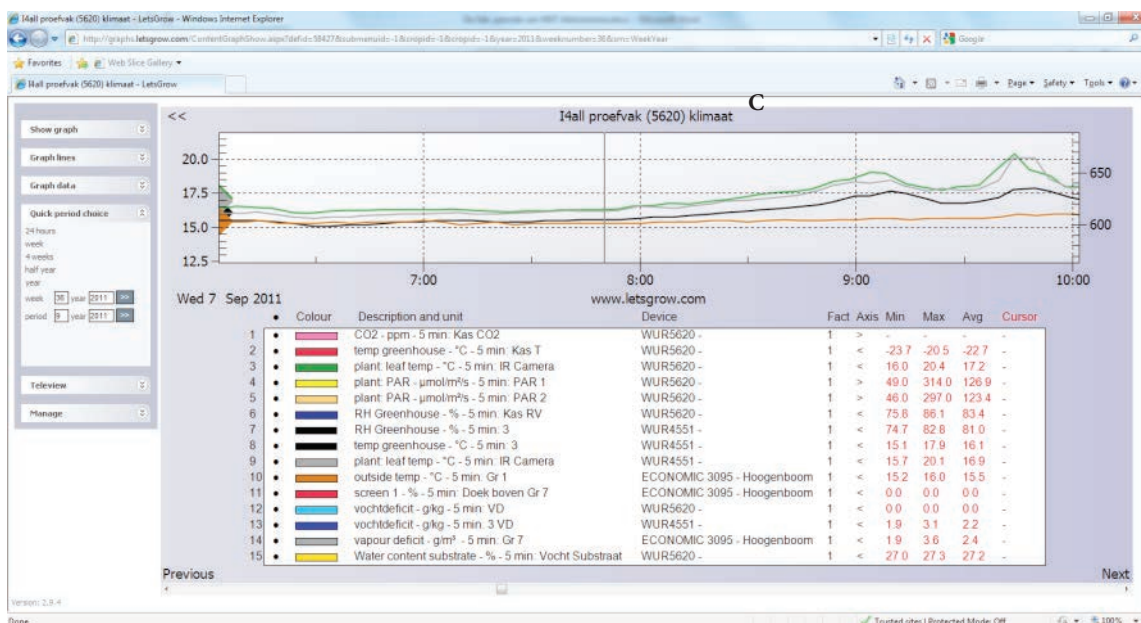 I4all proefvak (5620) klimaat - LetsGrow - Windows Internet Explorer
Favorites Web Slice Gallery
I4all proefvak (5620) klimaat - LetsGrow
Google
Page Safety Tools
C
<< I4all proefvak (5620) klimaat
Show graph
Graph lines
Graph data
Quick period choice
24 hours
week
4 weeks
half year
year
week 36 year 2011 >>
period 9 year 2011 >>
Teleview
Manage
20.0
17.5
15.0
12.5
650
600
7:00 8:00 9:00 10:00
Wed 7 Sep 2011 www.letsgrow.com
• Colour Description and unit Device Fact Axis Min Max Avg Cursor
1 • CO2 - ppm - 5 min: Kas CO2 WUR5620 - 1 > - - - -
2 • temp greenhouse - °C - 5 min: Kas T WUR5620 - 1 < -23.7 -20.5 -22.7 -
3 • plant: leaf temp - °C - 5 min: IR Camera WUR5620 - 1 < 16.0 20.4 17.2 -
4 • plant: PAR - µmol/m²/s - 5 min: PAR 1 WUR5620 - 1 > 49.0 314.0 126.9 -
5 • plant: PAR - µmol/m²/s - 5 min: PAR 2 WUR5620 - 1 > 46.0 297.0 123.4 -
6 • RH Greenhouse - % - 5 min: Kas RV WUR5620 - 1 < 75.8 86.1 83.4 -
7 • RH Greenhouse - % - 5 min: 3 WUR4551 - 1 < 74.7 82.8 81.0 -
8 • temp greenhouse - °C - 5 min: 3 WUR4551 - 1 < 15.1 17.9 16.1 -
9 • plant: leaf temp - °C - 5 min: IR Camera WUR4551 - 1 < 15.7 20.1 16.9 -
10 • outside temp - °C - 5 min: Gr 1 ECONOMIC 3095 - Hoogenboom 1 < 15.2 16.0 15.5 -
11 • screen 1 - % - 5 min: Doek boven Gr 7 ECONOMIC 3095 - Hoogenboom 1 < 0.0 0.0 0.0 -
12 • vochtdeficit - g/kg - 5 min: VD WUR5620 - 1 < 0.0 0.0 0.0 -
13 • vochtdeficit - g/kg - 5 min: 3 VD WUR4551 - 1 < 1.9 3.1 2.2 -
14 • vapour deficit - g/m³ - 5 min: Gr 7 ECONOMIC 3095 - Hoogenboom 1 < 1.9 3.6 2.4 -
15 • Water content substrate - % - 5 min: Vocht Substraat WUR5620 - 1 < 27.0 27.3 27.2 -
Previous Next
Version: 2.9.4
Done Trusted sites | Protected Mode: Off 100%